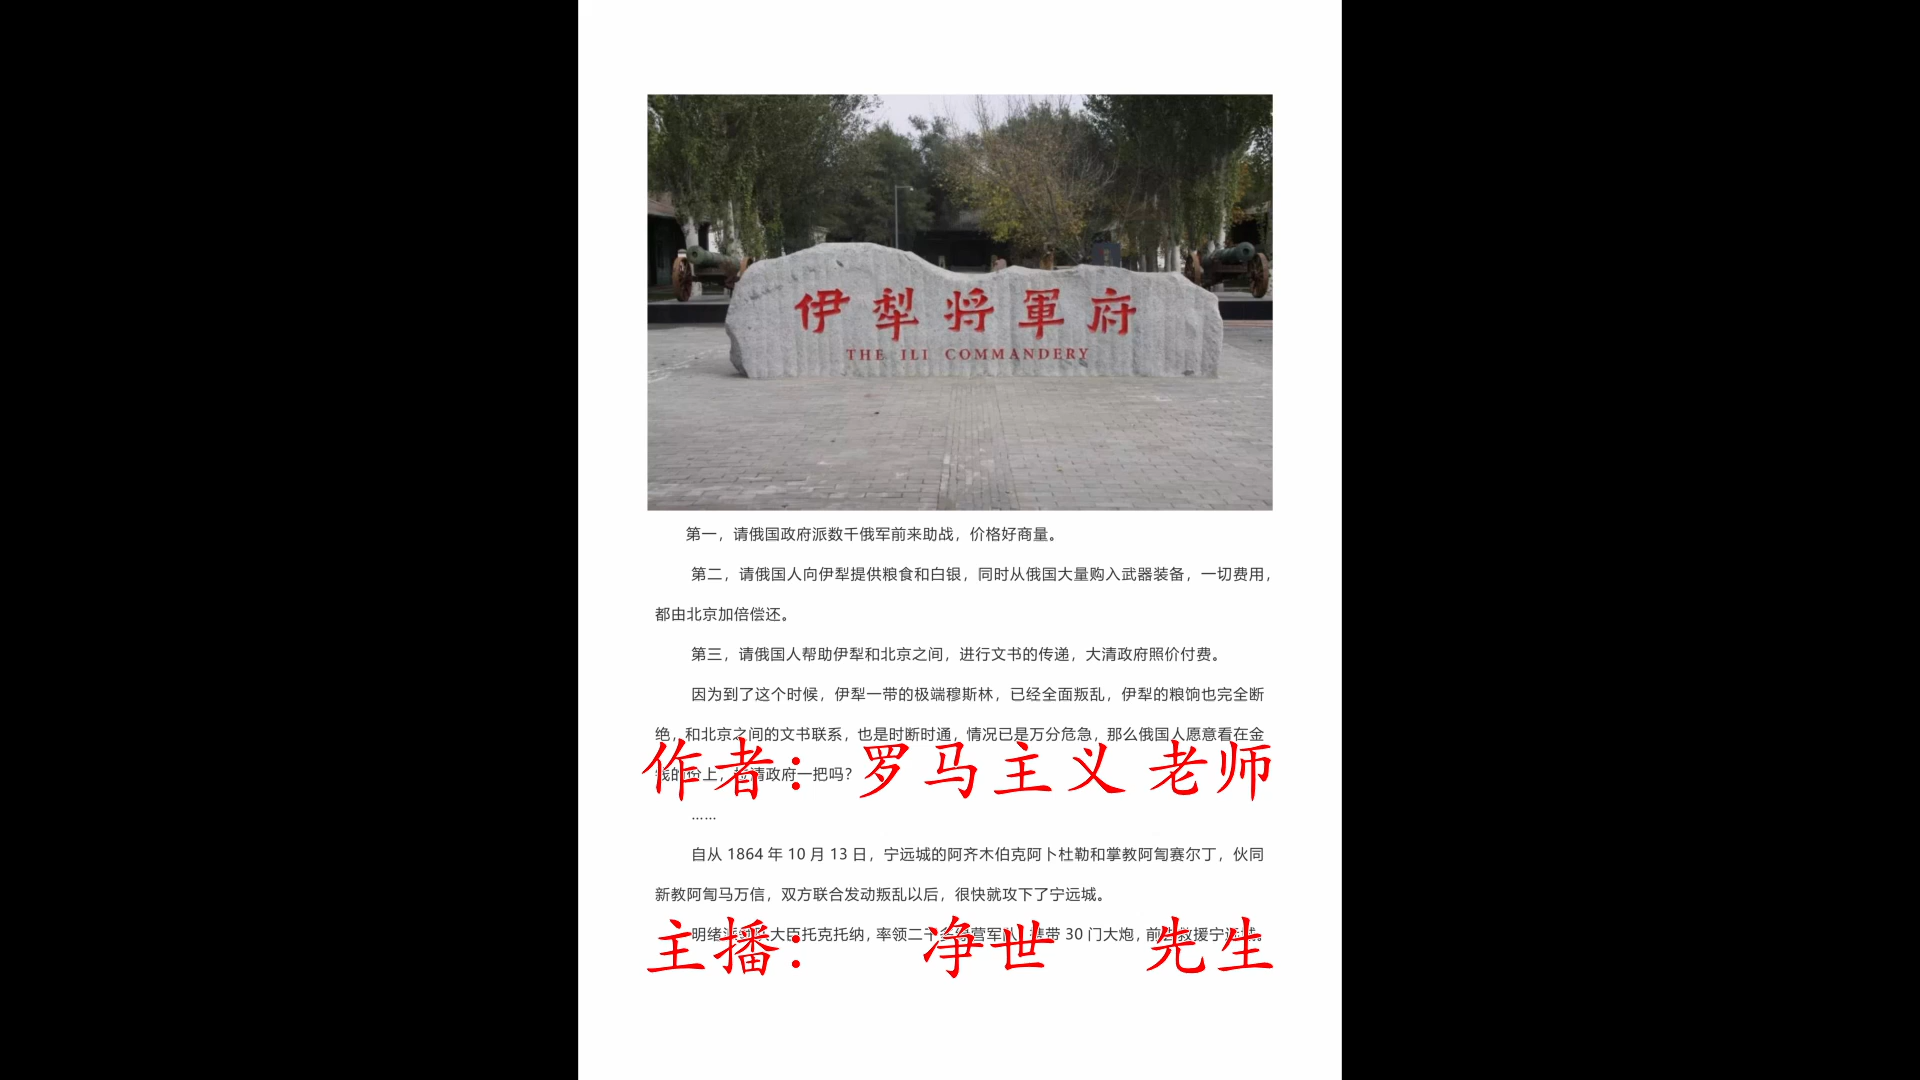 伊犁将軍府
THE ILI COMMANDERY
第一，请俄国政府派数千俄军前来助战，价格好商量。
第二，请俄国人向伊犁提供粮食和白银，同时从俄国大量购入武器装备，一切费用，
都由北京加倍偿还。
第三，请俄国人帮助伊犁和北京之间，进行文书的传递，大清政府照价付费。
因为到了这个时候，伊犁一带的极端穆斯林，已经全面叛乱，伊犁的粮饷也完全断
绝，和北京之间的文书联系，也是时断时通，情况已是万分危急，那么俄国人愿意看在金
的份上，清政府一把吗？
作者：罗马主义 老师
……
自从 1864 年 10 月 13 日，宁远城的阿齐木伯克阿卜杜勒和掌教阿訇赛尔丁，伙同
新教阿訇马万信，双方联合发动叛乱以后，很快就攻下了宁远城。
明绪派大臣托克托纳，率领二千营军带 30 门大炮，前救援宁
主播： 净世 先生